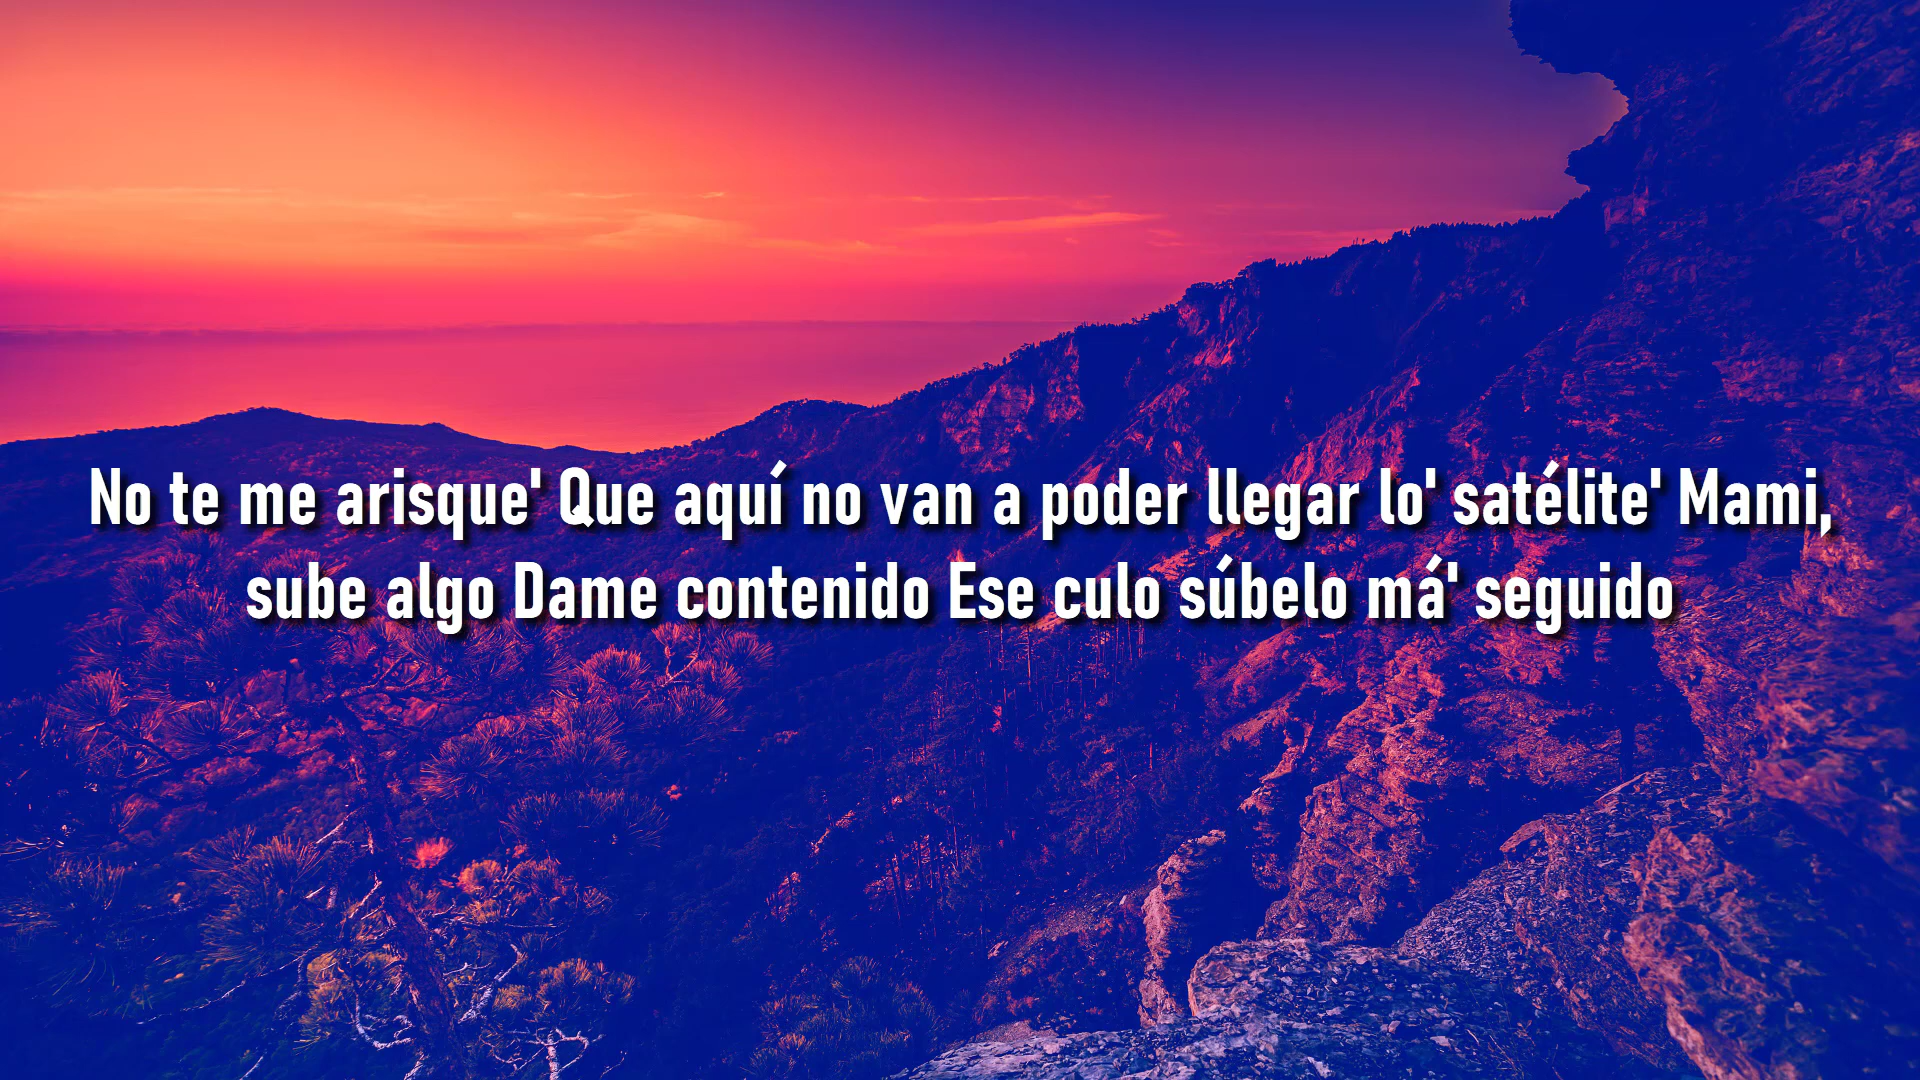 No te me arisque' Que aquí no van a poder llegar lo' satélite' Mami,
sube algo Dame contenido Ese culo súbelo má' seguido